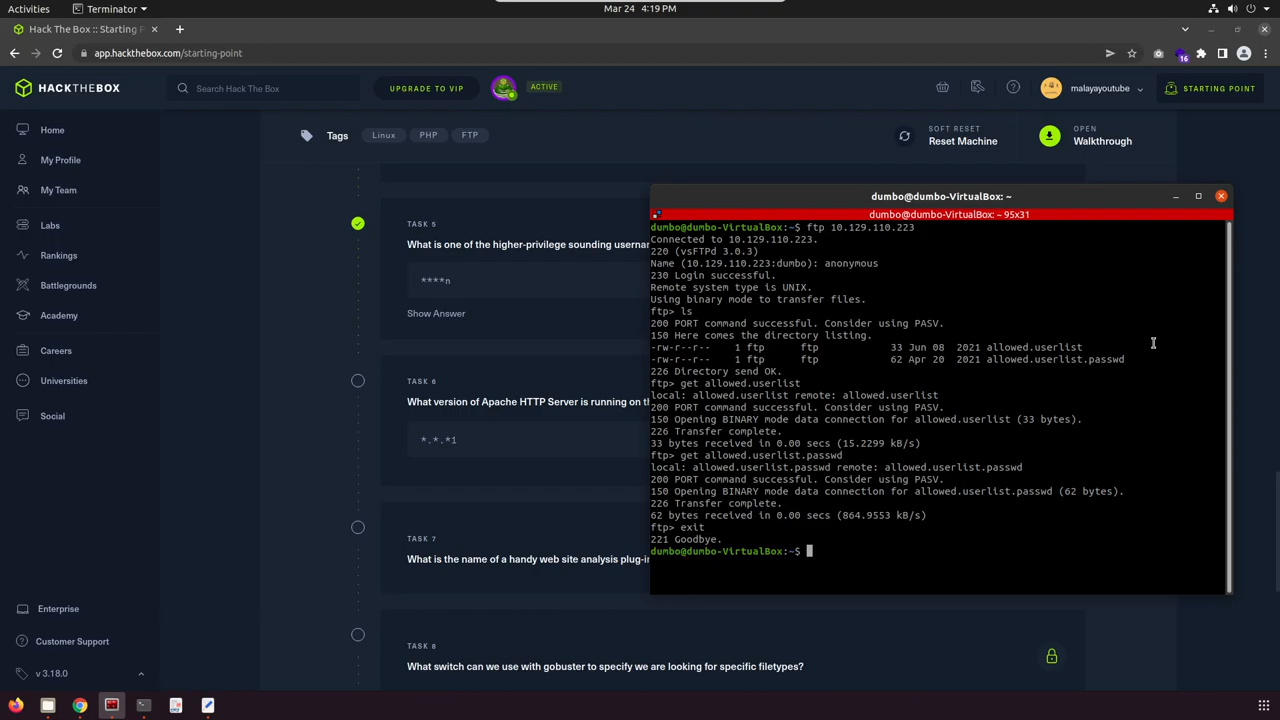 Activities
Terminator
Mar 24 4:19 PM
Hack The Box :: Starting P
app.hackthebox.com/starting-point
16
HACKTHEBOX
Search Hack The Box
UPGRADE TO VIP
ACTIVE
malayayoutube
STARTING POINT
Home
My Profile
My Team
Labs
Rankings
Battlegrounds
Academy
Careers
Universities
Social
Enterprise
Customer Support
v 3.18.0
Tags
Linux
PHP
FTP
SOFT RESET
Reset Machine
OPEN
Walkthrough
TASK 5
What is one of the higher-privilege sounding userna
****n
Show Answer
TASK 6
What version of Apache HTTP Server is running on th
*.*.*1
TASK 7
What is the name of a handy web site analysis plug-in
TASK 8
What switch can we use with gobuster to specify we are looking for specific filetypes?
dumbo@dumbo-VirtualBox: ~
dumbo@dumbo-VirtualBox: ~ 95x31
dumbo@dumbo-VirtualBox:~$ ftp 10.129.110.223
Connected to 10.129.110.223.
220 (vsFTPd 3.0.3)
Name (10.129.110.223:dumbo): anonymous
230 Login successful.
Remote system type is UNIX.
Using binary mode to transfer files.
ftp> ls
200 PORT command successful. Consider using PASV.
150 Here comes the directory listing.
-rw-r--r--    1 ftp      ftp            33 Jun 08  2021 allowed.userlist
-rw-r--r--    1 ftp      ftp            62 Apr 20  2021 allowed.userlist.passwd
226 Directory send OK.
ftp> get allowed.userlist
local: allowed.userlist remote: allowed.userlist
200 PORT command successful. Consider using PASV.
150 Opening BINARY mode data connection for allowed.userlist (33 bytes).
226 Transfer complete.
33 bytes received in 0.00 secs (15.2299 kB/s)
ftp> get allowed.userlist.passwd
local: allowed.userlist.passwd remote: allowed.userlist.passwd
200 PORT command successful. Consider using PASV.
150 Opening BINARY mode data connection for allowed.userlist.passwd (62 bytes).
226 Transfer complete.
62 bytes received in 0.00 secs (864.9553 kB/s)
ftp> exit
221 Goodbye.
dumbo@dumbo-VirtualBox:~$